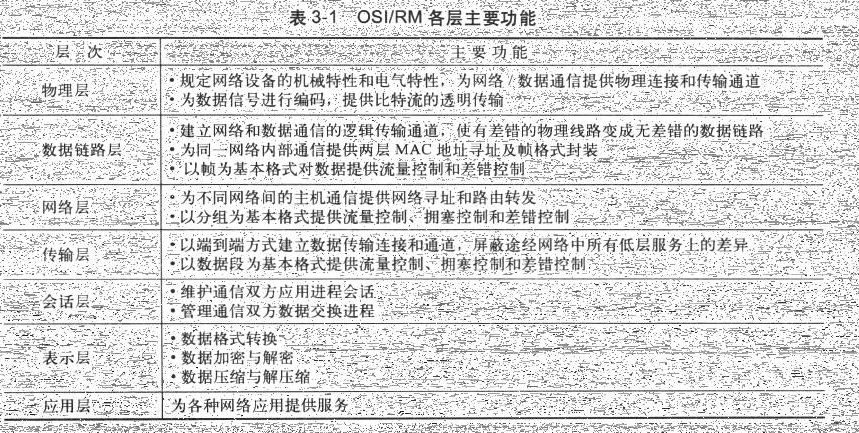 表 3-1 OSI/RM 各层主要功能
层 次 主 要 功 能
物理层
• 规定网络设备的机械特性和电气特性，为网络 / 数据通信提供物理连接和传输通道
• 为数据信号进行编码，提供比特流的透明传输
数据链路层
• 建立网络和数据通信的逻辑传输通道，使有差错的物理线路变成无差错的数据链路
• 为同一网络内部通信提供两层 MAC 地址寻址及帧格式封装
• 以帧为基本格式对数据提供流量控制和差错控制
网络层
• 为不同网络间的主机通信提供网络寻址和路由转发
• 以分组为基本格式提供流量控制、拥塞控制和差错控制
传输层
• 以端到端方式建立数据传输连接和通道，屏蔽途经网络中所有低层服务上的差异
• 以数据段为基本格式提供流量控制、拥塞控制和差错控制
会话层
• 维护通信双方应用进程会话
• 管理通信双方数据交换进程
表示层
• 数据格式转换
• 数据加密与解密
• 数据压缩与解压缩
应用层 为各种网络应用提供服务